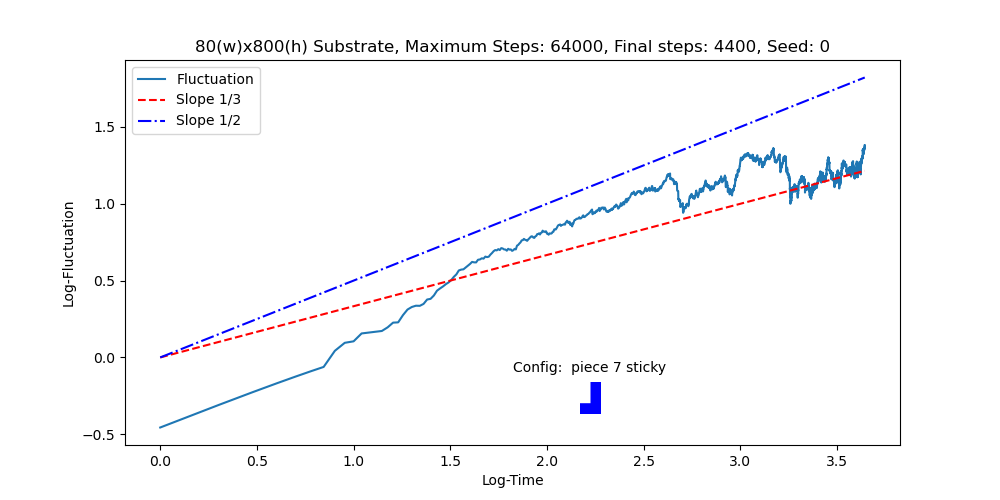 80(w)x800(h) Substrate, Maximum Steps: 64000, Final steps: 4400, Seed: 0
Fluctuation
Slope 1/3
Slope 1/2
Log-Fluctuation
1.5
1.0
0.5
0.0
−0.5
Config:  piece 7 sticky
0.0 0.5 1.0 1.5 2.0 2.5 3.0 3.5
Log-Time